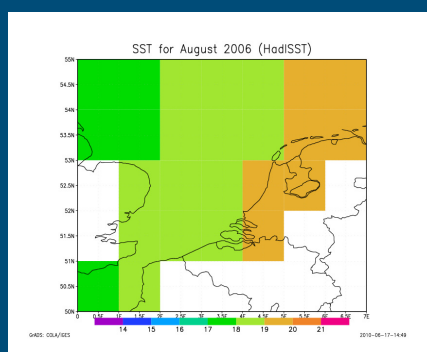 SST for August 2006 (HadISST)
55N
54.5N
54N
53.5N
53N
52.5N
52N
51.5N
51N
50.5N
50N
0 0.5E 1E 1.5E 2E 2.5E 3E 3.5E 4E 4.5E 5E 5.5E 6E 6.5E 7E
14 15 16 17 18 19 20 21
GrADS: COLA/IGES 2010-06-17-14:49